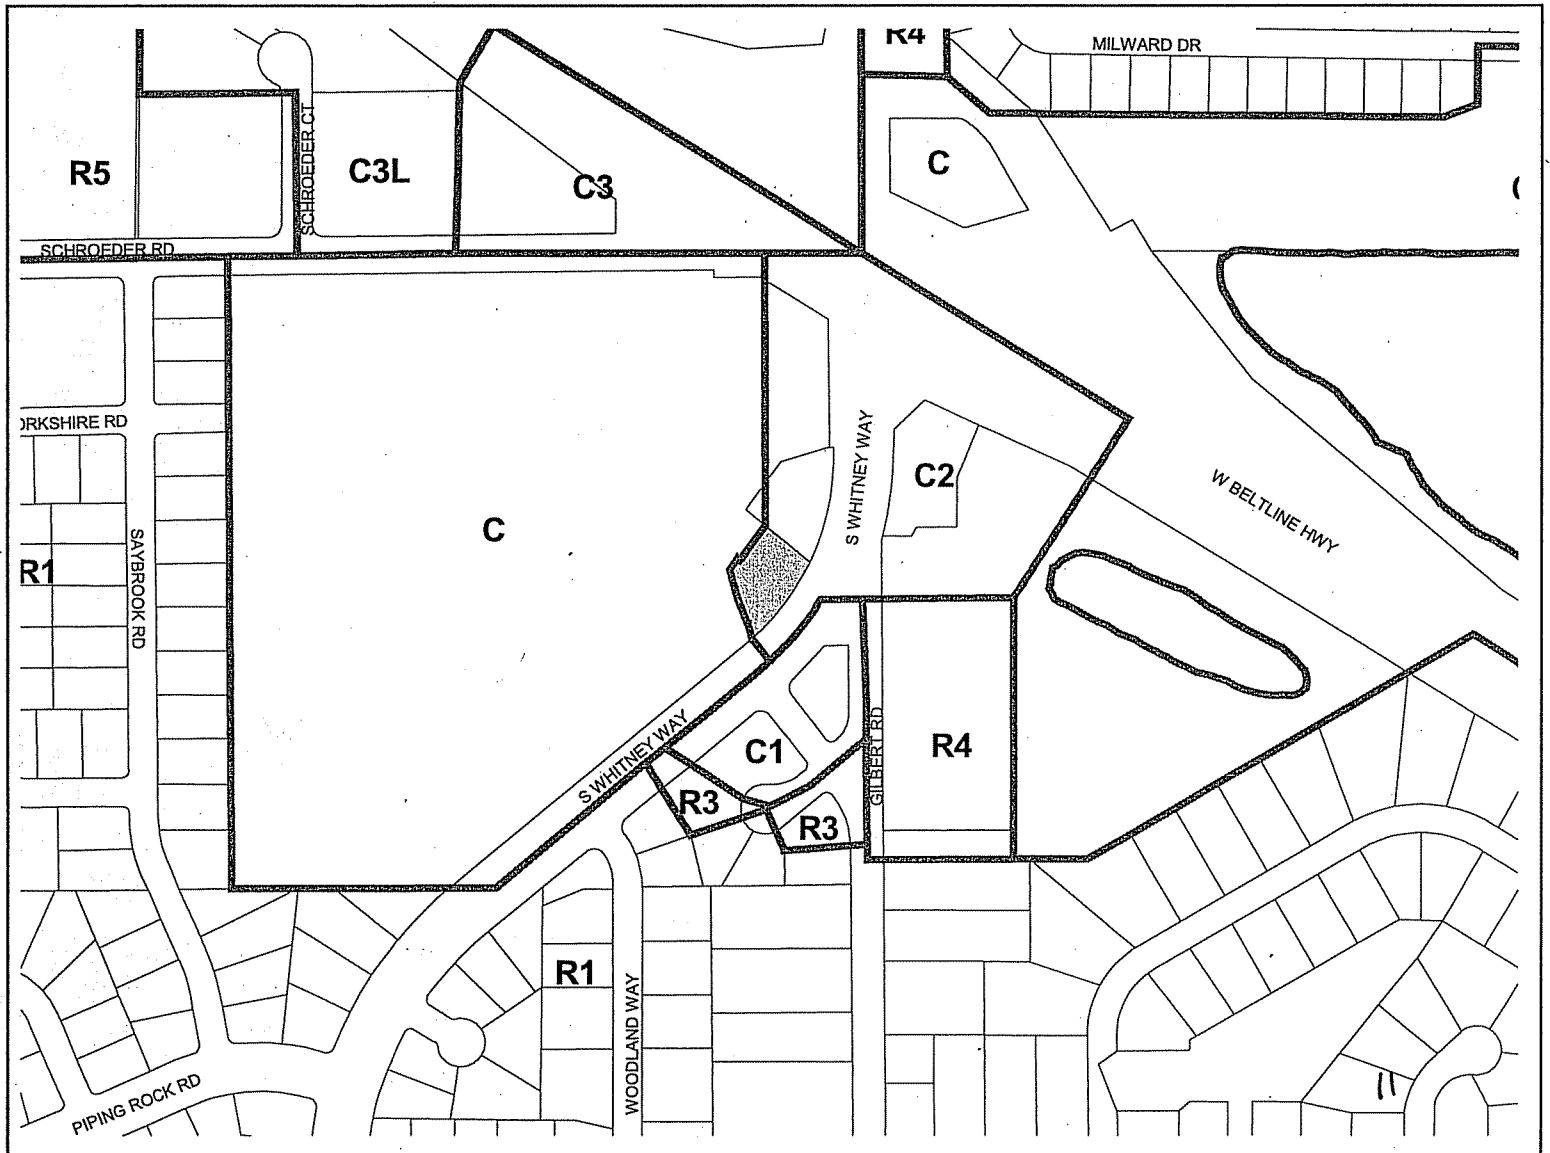 R4
MILWARD DR
C
R5
SCHROEDER CT
C3L
C3
SCHROEDER RD
ORKSHIRE RD
S WHITNEY WAY
C2
W BELTLINE HWY
C
R1
SAYBROOK RD
S WHITNEY WAY
C1
GILBERT RD
R4
R3
R3
R1
WOODLAND WAY
PIPING ROCK RD
11